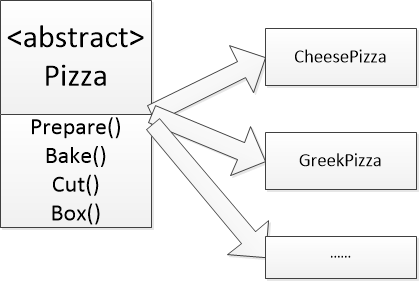 <abstract>
Pizza
Prepare()
Bake()
Cut()
Box()
CheesePizza
GreekPizza
......